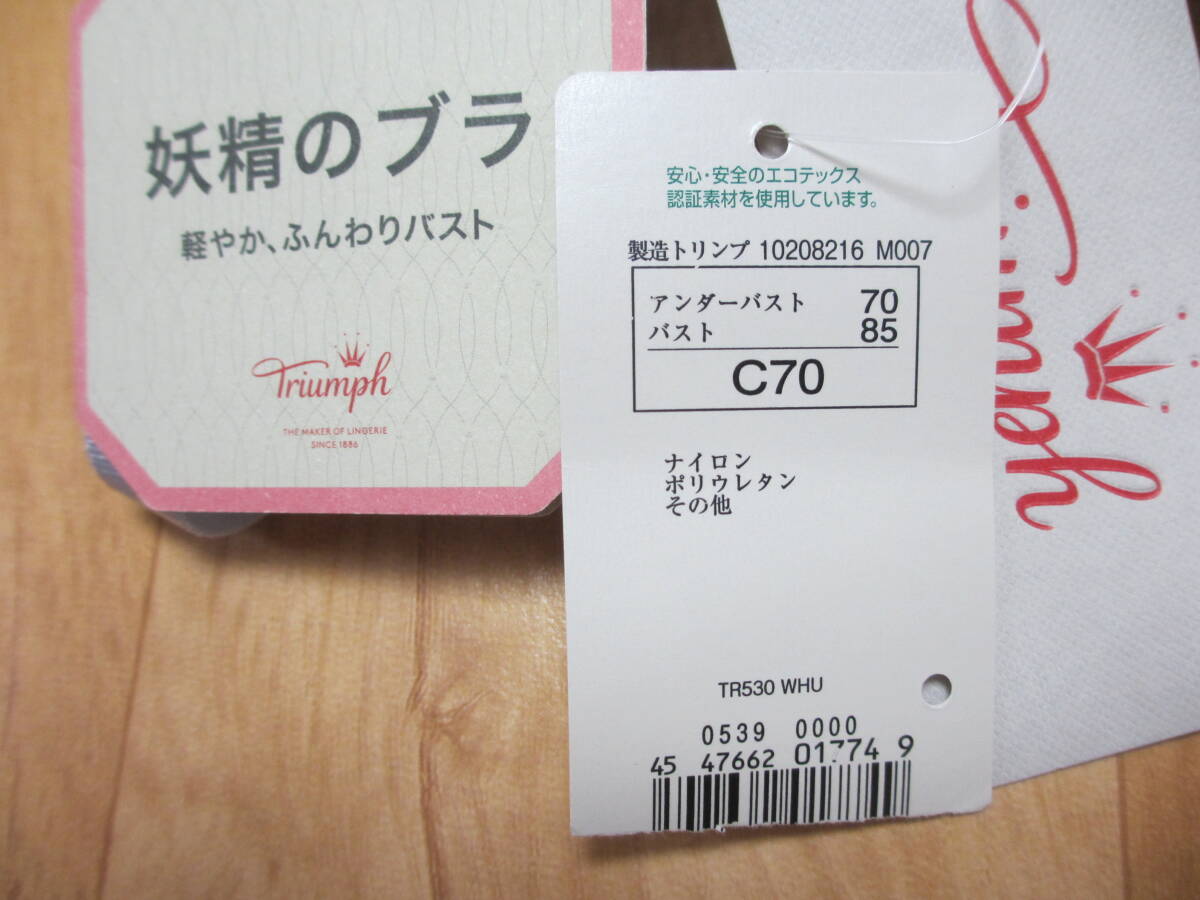 妖精のブラ
軽やか、ふんわりバスト
Triumph
THE MAKER OF LINGERIE
SINCE 1886
安心・安全のエコテックス
認証素材を使用しています。
製造トリンプ 10208216 M007
アンダーバスト 70
バスト 85
C70
ナイロン
ポリウレタン
その他
TR530 WHU
0539 0000
45 47662 01774 9
Triumph